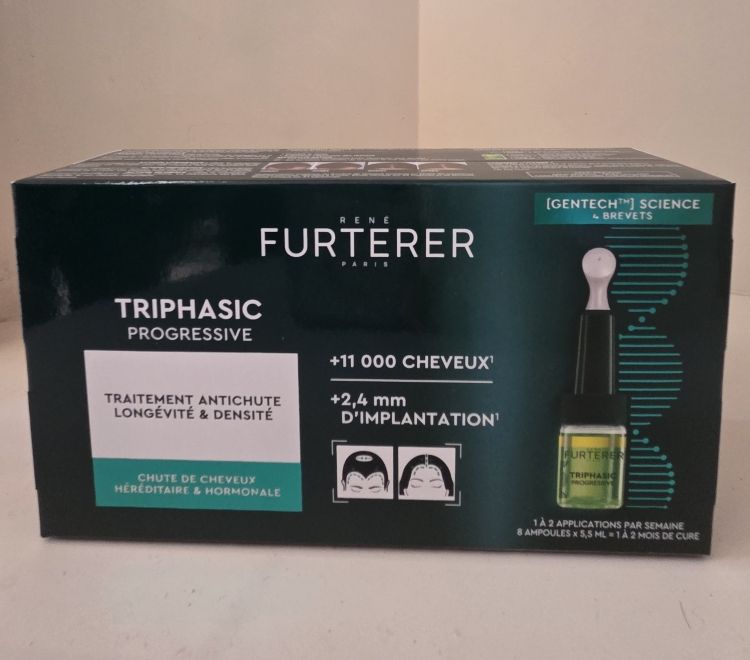 [GENTECH™] SCIENCE
4 BREVETS
RENÉ
FURTERER
PARIS
TRIPHASIC
PROGRESSIVE
TRAITEMENT ANTICHUTE
LONGÉVITÉ & DENSITÉ
CHUTE DE CHEVEUX
HÉRÉDITAIRE & HORMONALE
+11 000 CHEVEUX¹
+2,4 mm
D'IMPLANTATION¹
FURTERER
TRIPHASIC
PROGRESSIVE
1 À 2 APPLICATIONS PAR SEMAINE
8 AMPOULES x 5,5 ML = 1 À 2 MOIS DE CURE